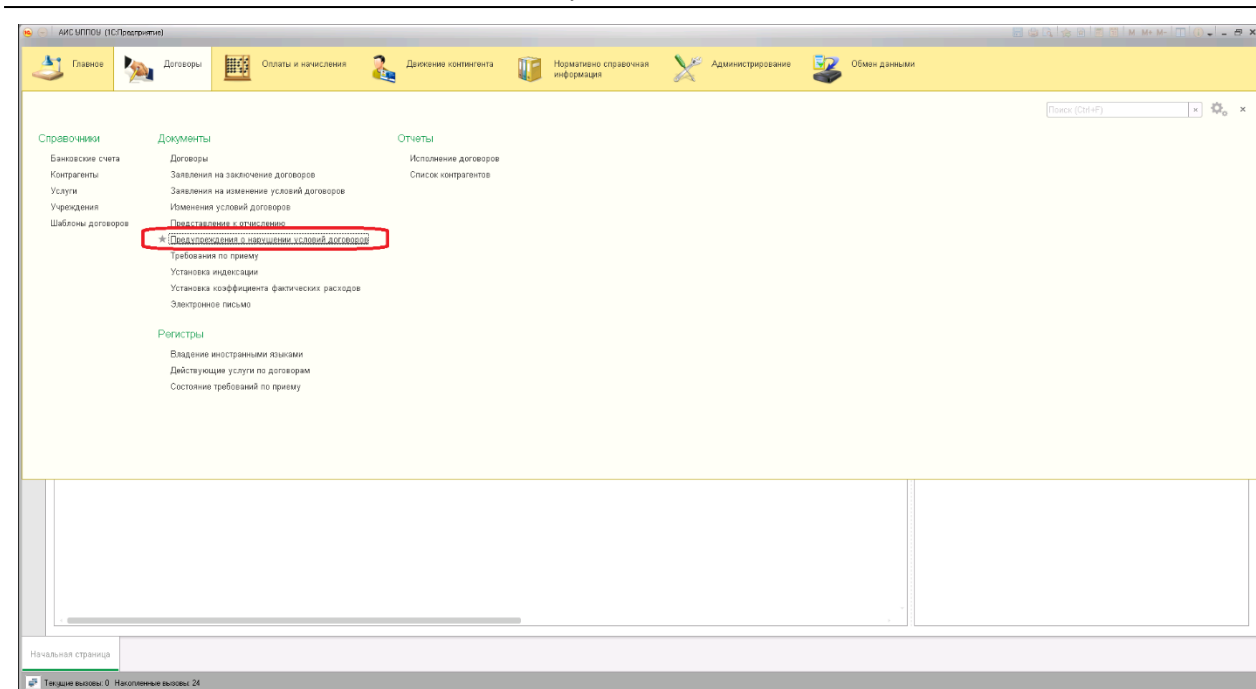 АИС УППОУ (1С:Предприятие)
M M+ M-
Главное
Договоры
Оплаты и начисления
Движение контингента
Нормативно справочная
информация
Администрирование
Обмен данными
Поиск (Ctrl+F)
Справочники
Банковские счета
Контрагенты
Услуги
Учреждения
Шаблоны договоров
Документы
Договоры
Заявления на заключение договоров
Заявления на изменение условий договоров
Изменения условий договоров
Представление к отчислению
Предупреждения о нарушении условий договоров
Требования по приему
Установка индексации
Установка коэффициента фактических расходов
Электронное письмо
Регистры
Владение иностранными языками
Действующие услуги по договорам
Состояние требований по приему
Отчеты
Исполнение договоров
Список контрагентов
Начальная страница
Текущие вызовы: 0 Накопленные вызовы: 24